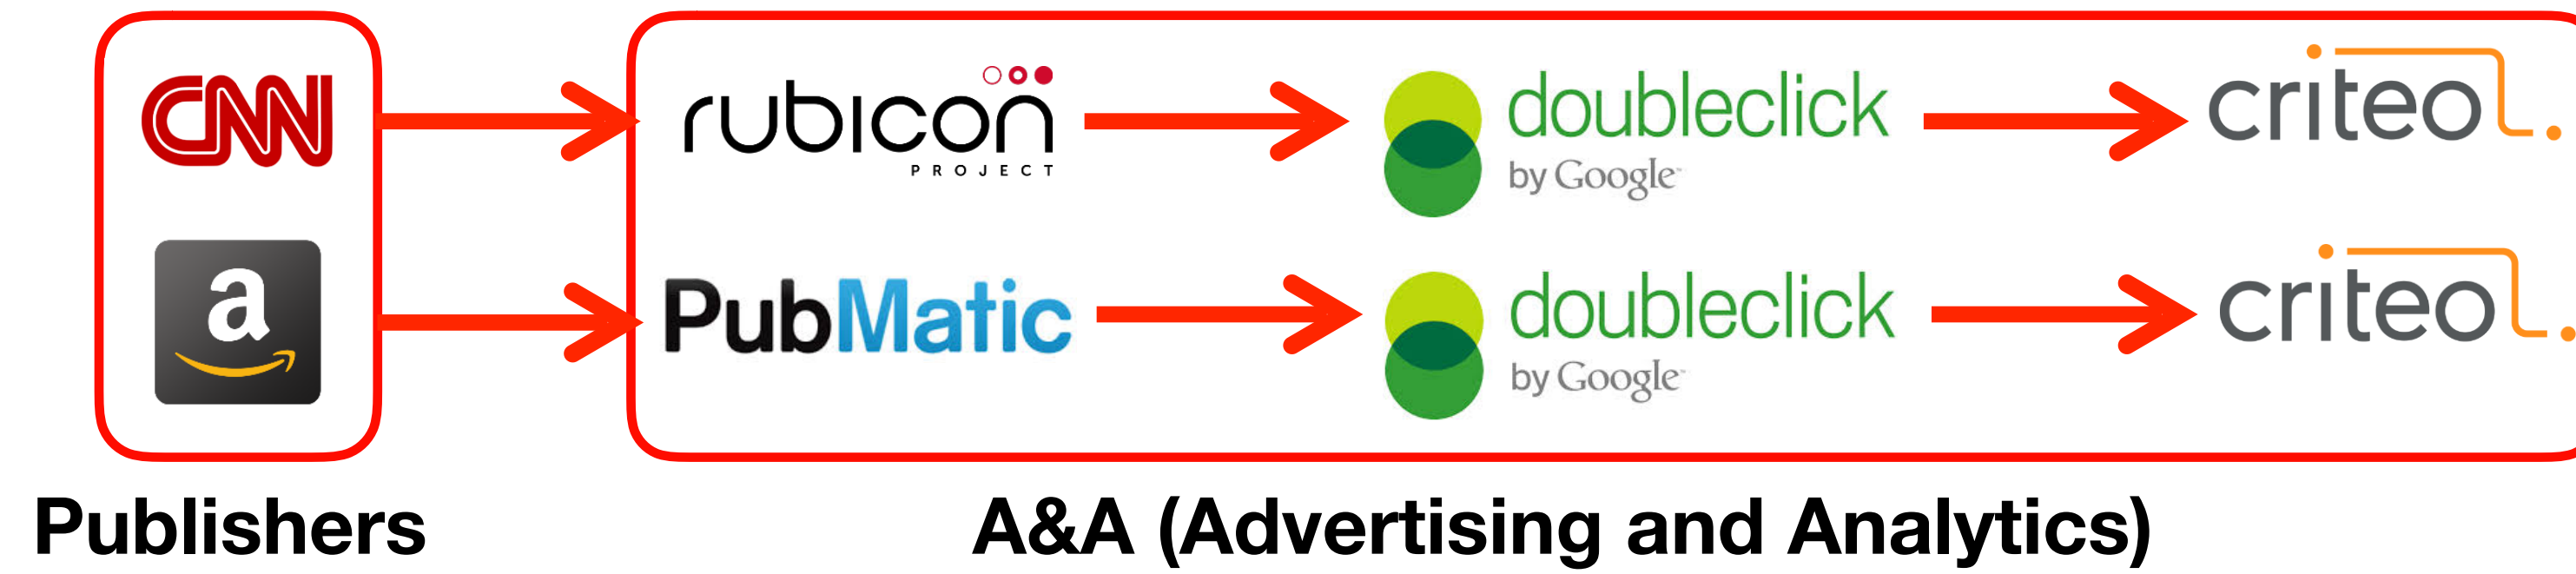 CNN
rubicon
PROJECT
doubleclick
by Google
criteo
a
PubMatic
doubleclick
by Google
criteo
Publishers
A&A (Advertising and Analytics)